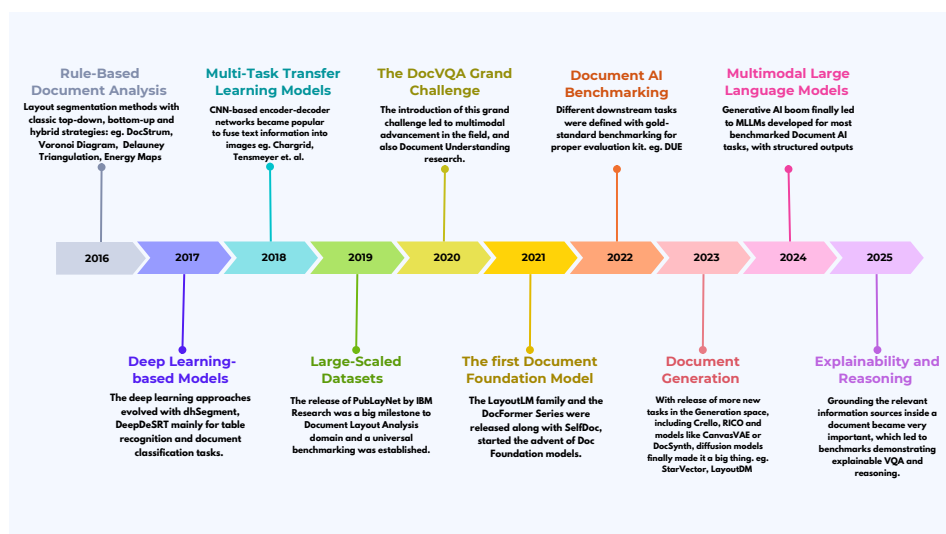 Rule-Based
Document Analysis
Layout segmentation methods with
classic top-down, bottom-up and
hybrid strategies: eg. DocStrum,
Voronoi Diagram, Delauney
Triangulation, Energy Maps
Multi-Task Transfer
Learning Models
CNN-based encoder-decoder
networks became popular
to fuse text information into
images eg. Chargrid,
Tensmeyer et. al.
The DocVQA Grand
Challenge
The introduction of this grand
challenge led to multimodal
advancement in the field, and
also Document Understanding
research.
Document AI
Benchmarking
Different downstream tasks
were defined with gold-
standard benchmarking for
proper evaluation kit. eg. DUE
Multimodal Large
Language Models
Generative AI boom finally led
to MLLMs developed for most
benchmarked Document AI
tasks, with structured outputs
2016
2017
2018
2019
2020
2021
2022
2023
2024
2025
Deep Learning-
based Models
The deep learning approaches
evolved with dhSegment,
DeepDeSRT mainly for table
recognition and document
classification tasks.
Large-Scaled
Datasets
The release of PubLayNet by IBM
Research was a big milestone to
Document Layout Analysis
domain and a universal
benchmarking was established.
The first Document
Foundation Model
The LayoutLM family and the
DocFormer Series were
released along with SelfDoc,
started the advent of Doc
Foundation models.
Document
Generation
With release of more new
tasks in the Generation space,
including Crello, RICO and
models like CanvasVAE or
DocSynth, diffusion models
finally made it a big thing. eg.
StarVector, LayoutDM
Explainability and
Reasoning
Grounding the relevant
information sources inside a
document became very
important, which led to
benchmarks demonstrating
explainable VQA and
reasoning.